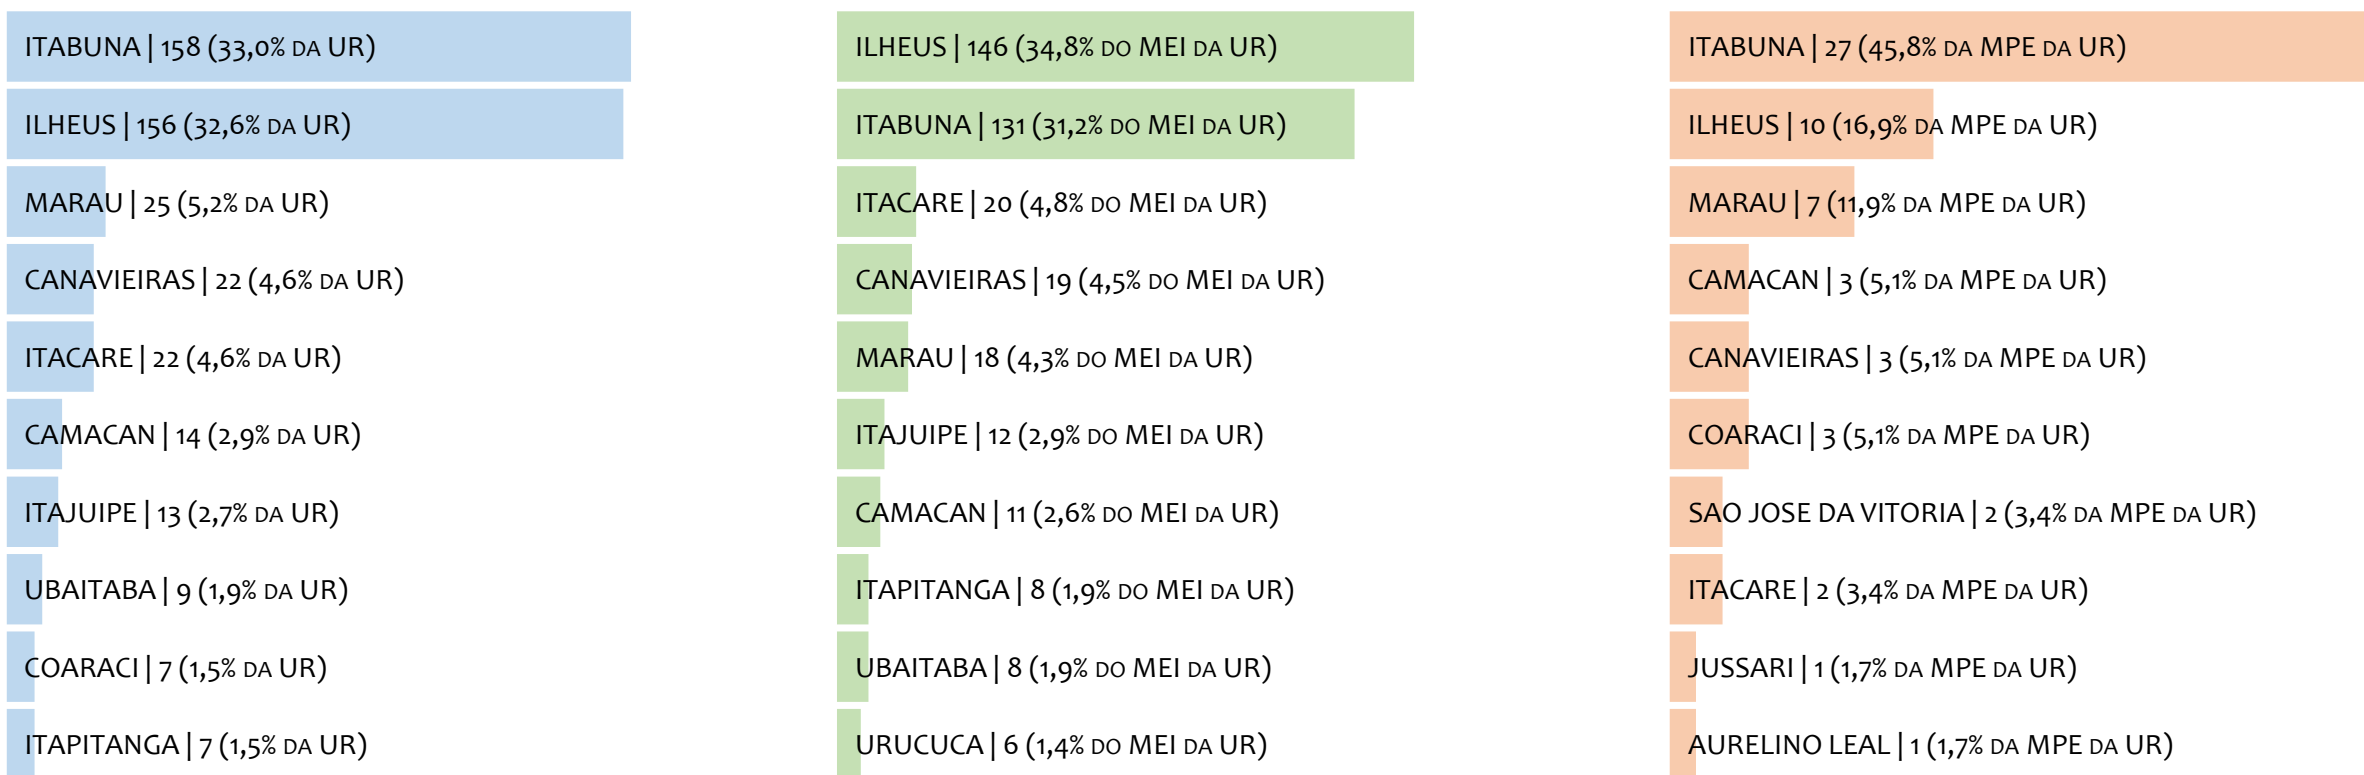 ITABUNA | 158 (33,0% DA UR)
ILHEUS | 156 (32,6% DA UR)
MARAU | 25 (5,2% DA UR)
CANAVIEIRAS | 22 (4,6% DA UR)
ITACARE | 22 (4,6% DA UR)
CAMACAN | 14 (2,9% DA UR)
ITAJUIPE | 13 (2,7% DA UR)
UBAITABA | 9 (1,9% DA UR)
COARACI | 7 (1,5% DA UR)
ITAPITANGA | 7 (1,5% DA UR)
ILHEUS | 146 (34,8% DO MEI DA UR)
ITABUNA | 131 (31,2% DO MEI DA UR)
ITACARE | 20 (4,8% DO MEI DA UR)
CANAVIEIRAS | 19 (4,5% DO MEI DA UR)
MARAU | 18 (4,3% DO MEI DA UR)
ITAJUIPE | 12 (2,9% DO MEI DA UR)
CAMACAN | 11 (2,6% DO MEI DA UR)
ITAPITANGA | 8 (1,9% DO MEI DA UR)
UBAITABA | 8 (1,9% DO MEI DA UR)
URUCUCA | 6 (1,4% DO MEI DA UR)
ITABUNA | 27 (45,8% DA MPE DA UR)
ILHEUS | 10 (16,9% DA MPE DA UR)
MARAU | 7 (11,9% DA MPE DA UR)
CAMACAN | 3 (5,1% DA MPE DA UR)
CANAVIEIRAS | 3 (5,1% DA MPE DA UR)
COARACI | 3 (5,1% DA MPE DA UR)
SAO JOSE DA VITORIA | 2 (3,4% DA MPE DA UR)
ITACARE | 2 (3,4% DA MPE DA UR)
JUSSARI | 1 (1,7% DA MPE DA UR)
AURELINO LEAL | 1 (1,7% DA MPE DA UR)